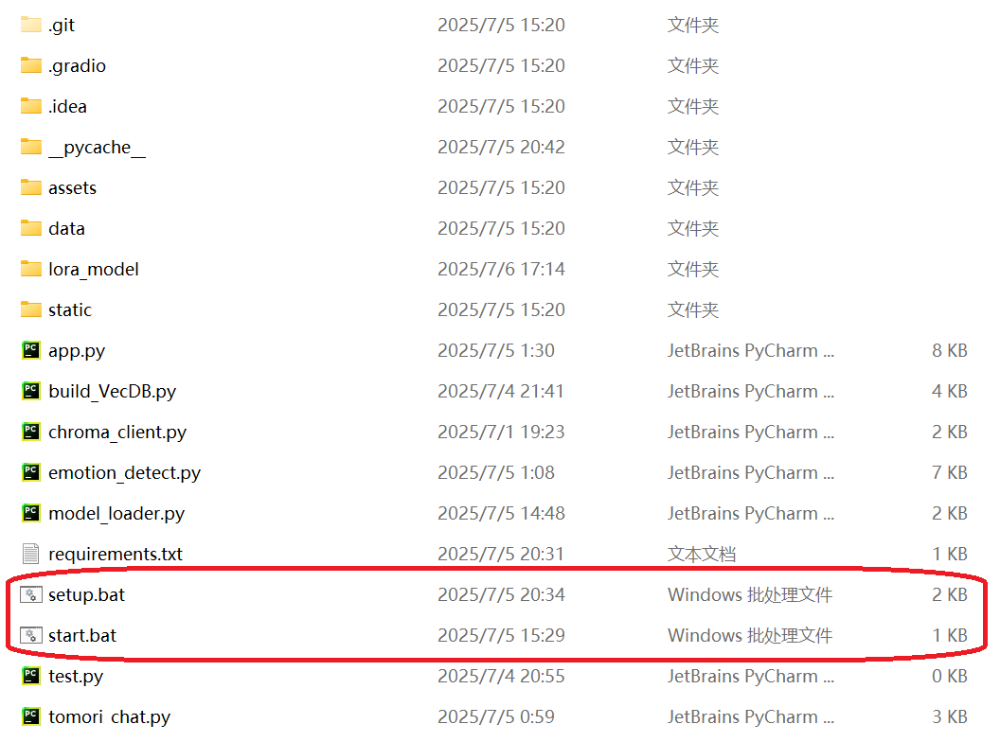 .git 2025/7/5 15:20 文件夹
.gradio 2025/7/5 15:20 文件夹
.idea 2025/7/5 15:20 文件夹
__pycache__ 2025/7/5 20:42 文件夹
assets 2025/7/5 15:20 文件夹
data 2025/7/5 15:20 文件夹
lora_model 2025/7/6 17:14 文件夹
static 2025/7/5 15:20 文件夹
app.py 2025/7/5 1:30 JetBrains PyCharm ... 8 KB
build_VecDB.py 2025/7/4 21:41 JetBrains PyCharm ... 4 KB
chroma_client.py 2025/7/1 19:23 JetBrains PyCharm ... 2 KB
emotion_detect.py 2025/7/5 1:08 JetBrains PyCharm ... 7 KB
model_loader.py 2025/7/5 14:48 JetBrains PyCharm ... 2 KB
requirements.txt 2025/7/5 20:31 文本文档 1 KB
setup.bat 2025/7/5 20:34 Windows 批处理文件 2 KB
start.bat 2025/7/5 15:29 Windows 批处理文件 1 KB
test.py 2025/7/4 20:55 JetBrains PyCharm ... 0 KB
tomori_chat.py 2025/7/5 0:59 JetBrains PyCharm ... 3 KB